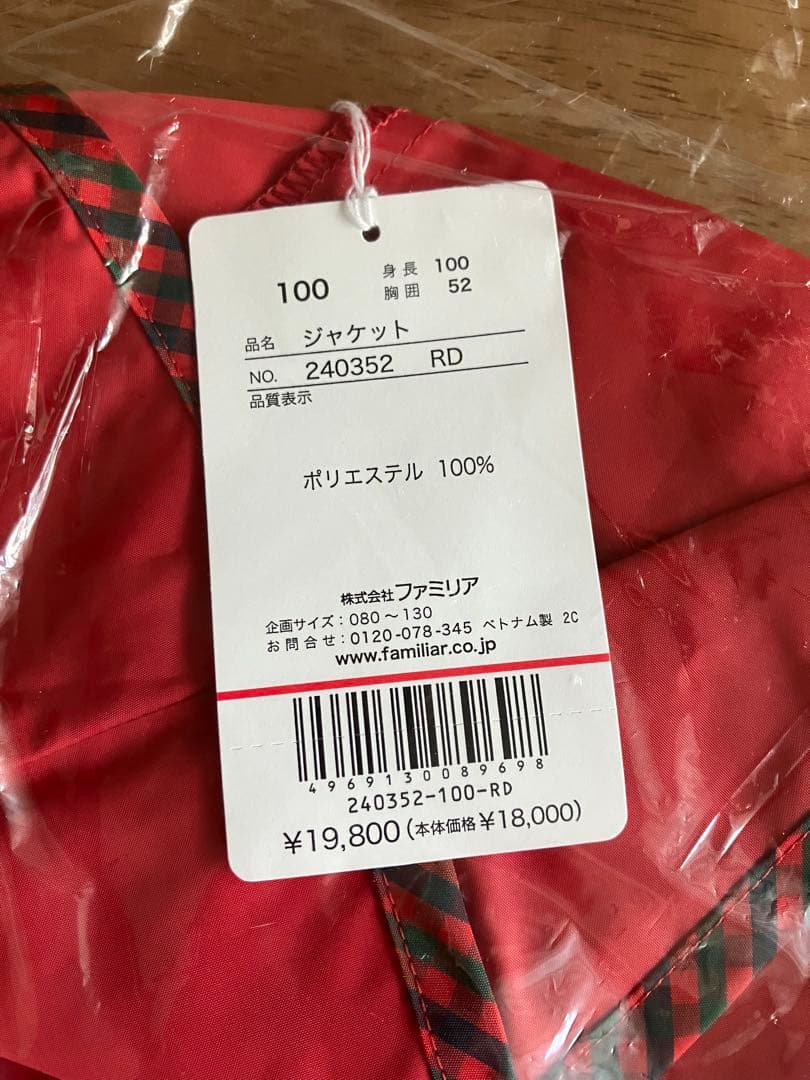 100 身長 100
胸囲 52
品名 ジャケット
NO. 240352 RD
品質表示
ポリエステル 100%
株式会社ファミリア
企画サイズ：080～130
お問合せ：0120-078-345 ベトナム製 2C
www.familiar.co.jp
4969130089698
240352-100-RD
¥19,800(本体価格¥18,000)